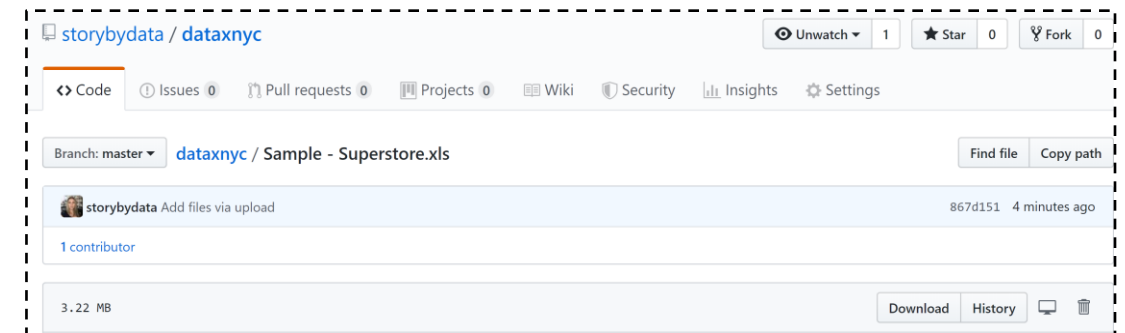 storybydata / dataxnyc Unwatch 1 Star 0 Fork 0
Code Issues 0 Pull requests 0 Projects 0 Wiki Security Insights Settings
Branch: master dataxnyc / Sample - Superstore.xls Find file Copy path
storybydata Add files via upload 867d151 4 minutes ago
1 contributor
3.22 MB Download History